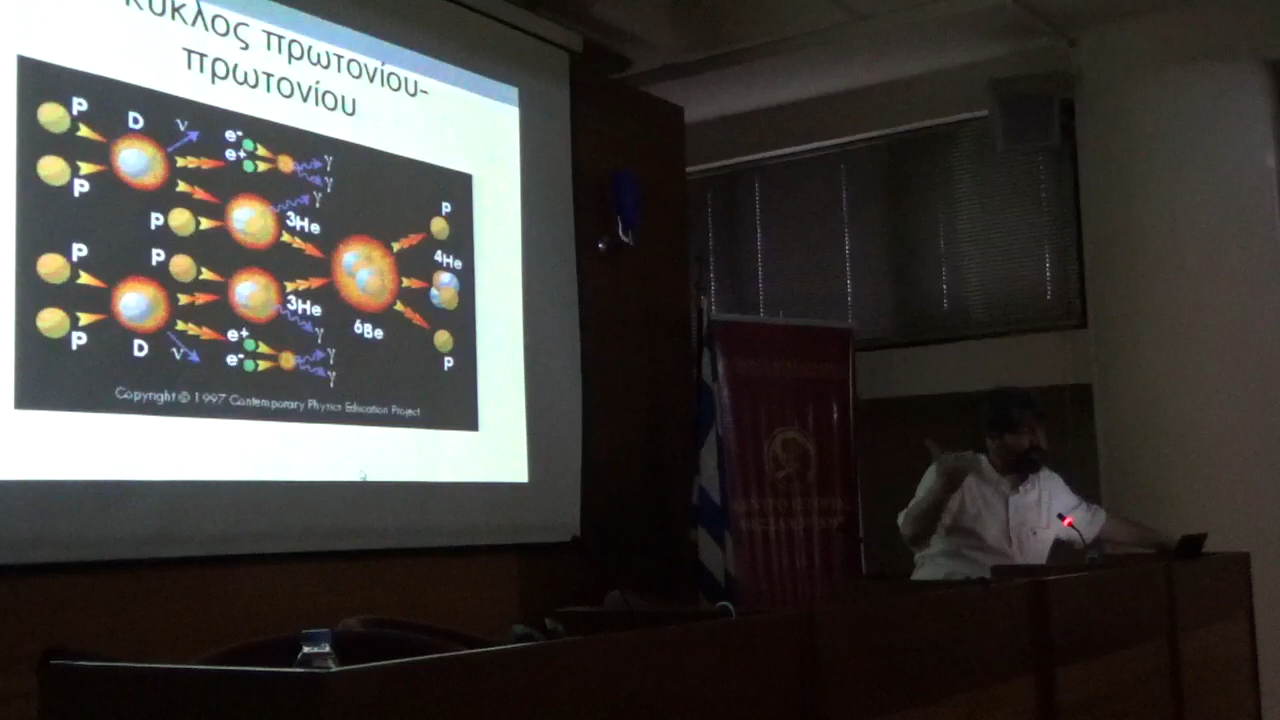 κύκλος πρωτονίου-
πρωτονίου
P
D
ν
e-
e+
γ
γ
P
γ
P
3He
P
4He
P
P
3He
γ
6Be
P
D
ν
e+
e-
γ
γ
P
P
Copyright © 1997 Contemporary Physics Education Project